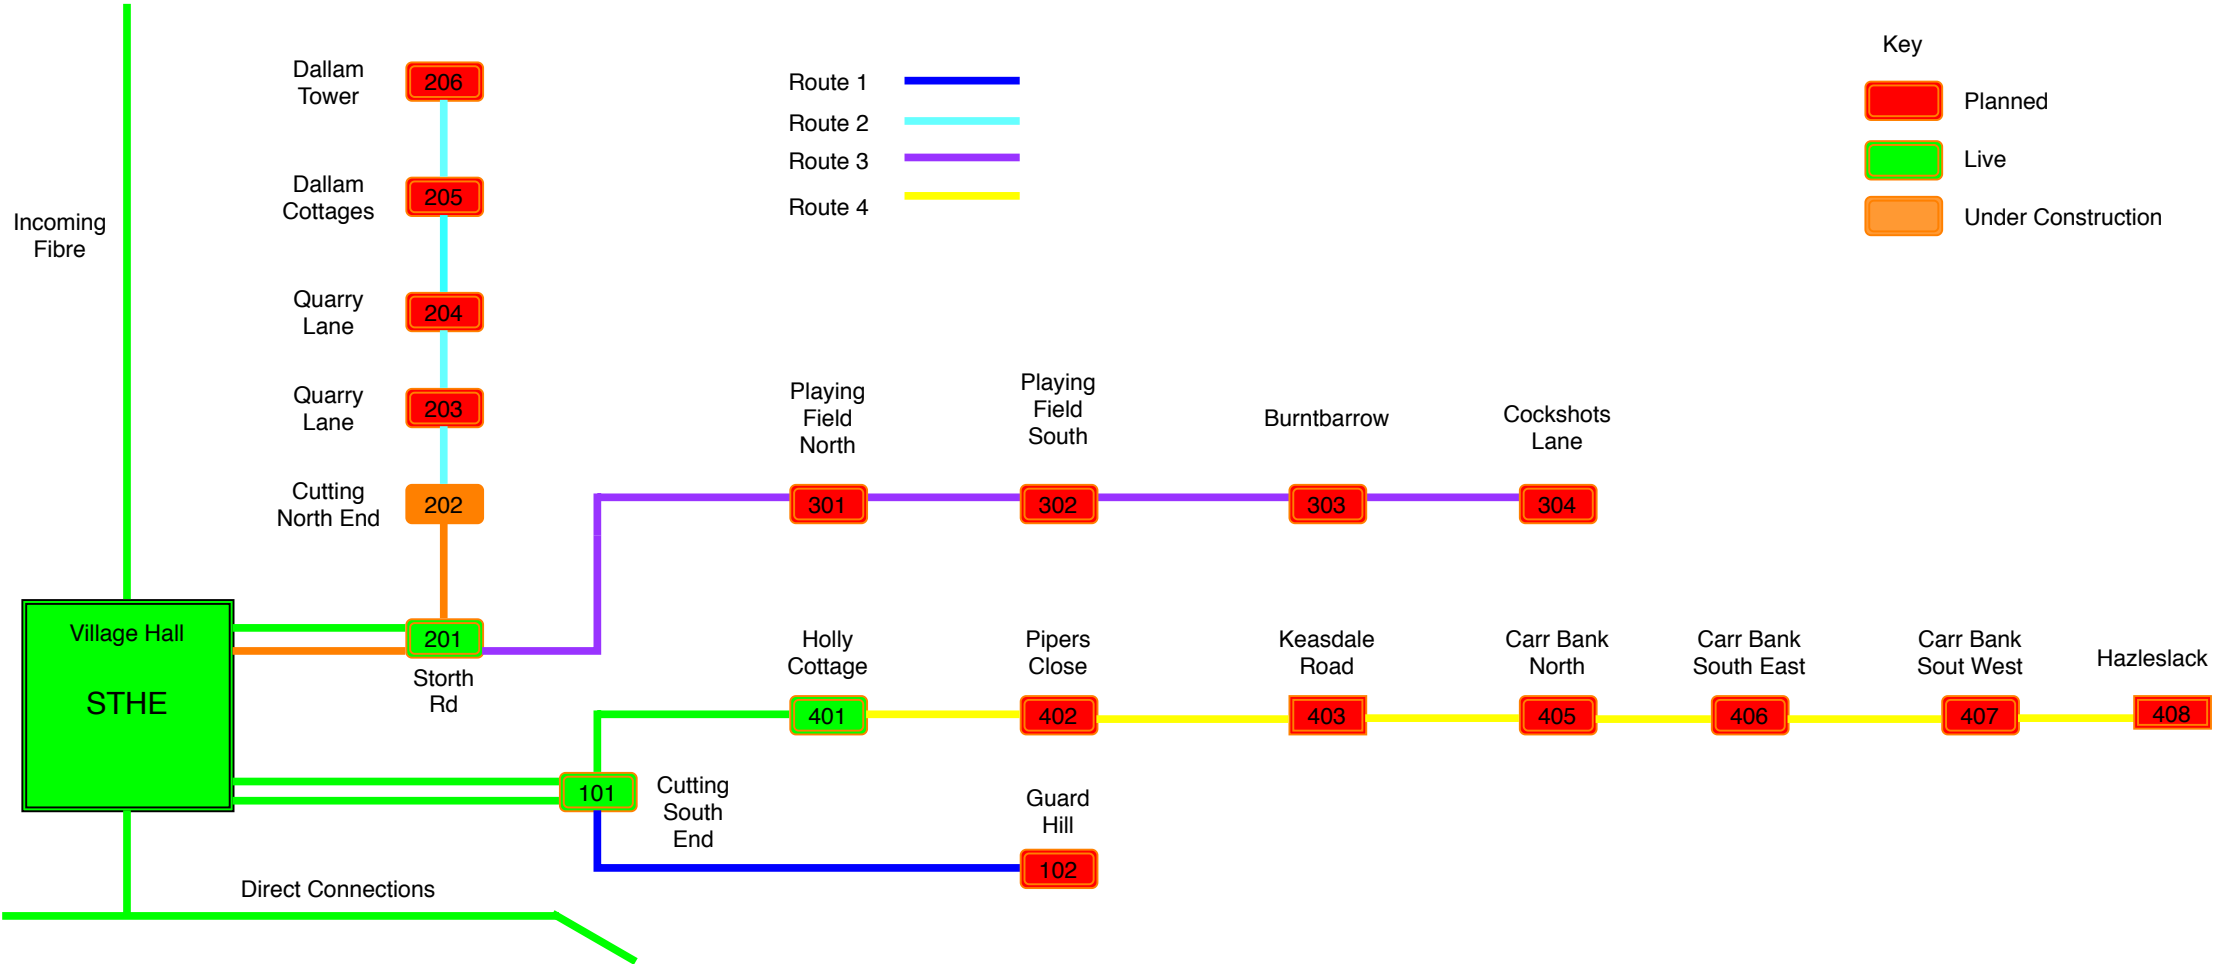 Key
Planned
Live
Under Construction
Route 1
Route 2
Route 3
Route 4
Incoming
Fibre
Dallam
Tower
206
Dallam
Cottages
205
Quarry
Lane
204
Quarry
Lane
203
Cutting
North End
202
Playing
Field
North
301
Playing
Field
South
302
Burntbarrow
303
Cockshots
Lane
304
Village Hall
STHE
201
Storth
Rd
Holly
Cottage
401
Pipers
Close
402
Keasdale
Road
403
Carr Bank
North
405
Carr Bank
South East
406
Carr Bank
Sout West
407
Hazleslack
408
101
Cutting
South
End
Guard
Hill
102
Direct Connections